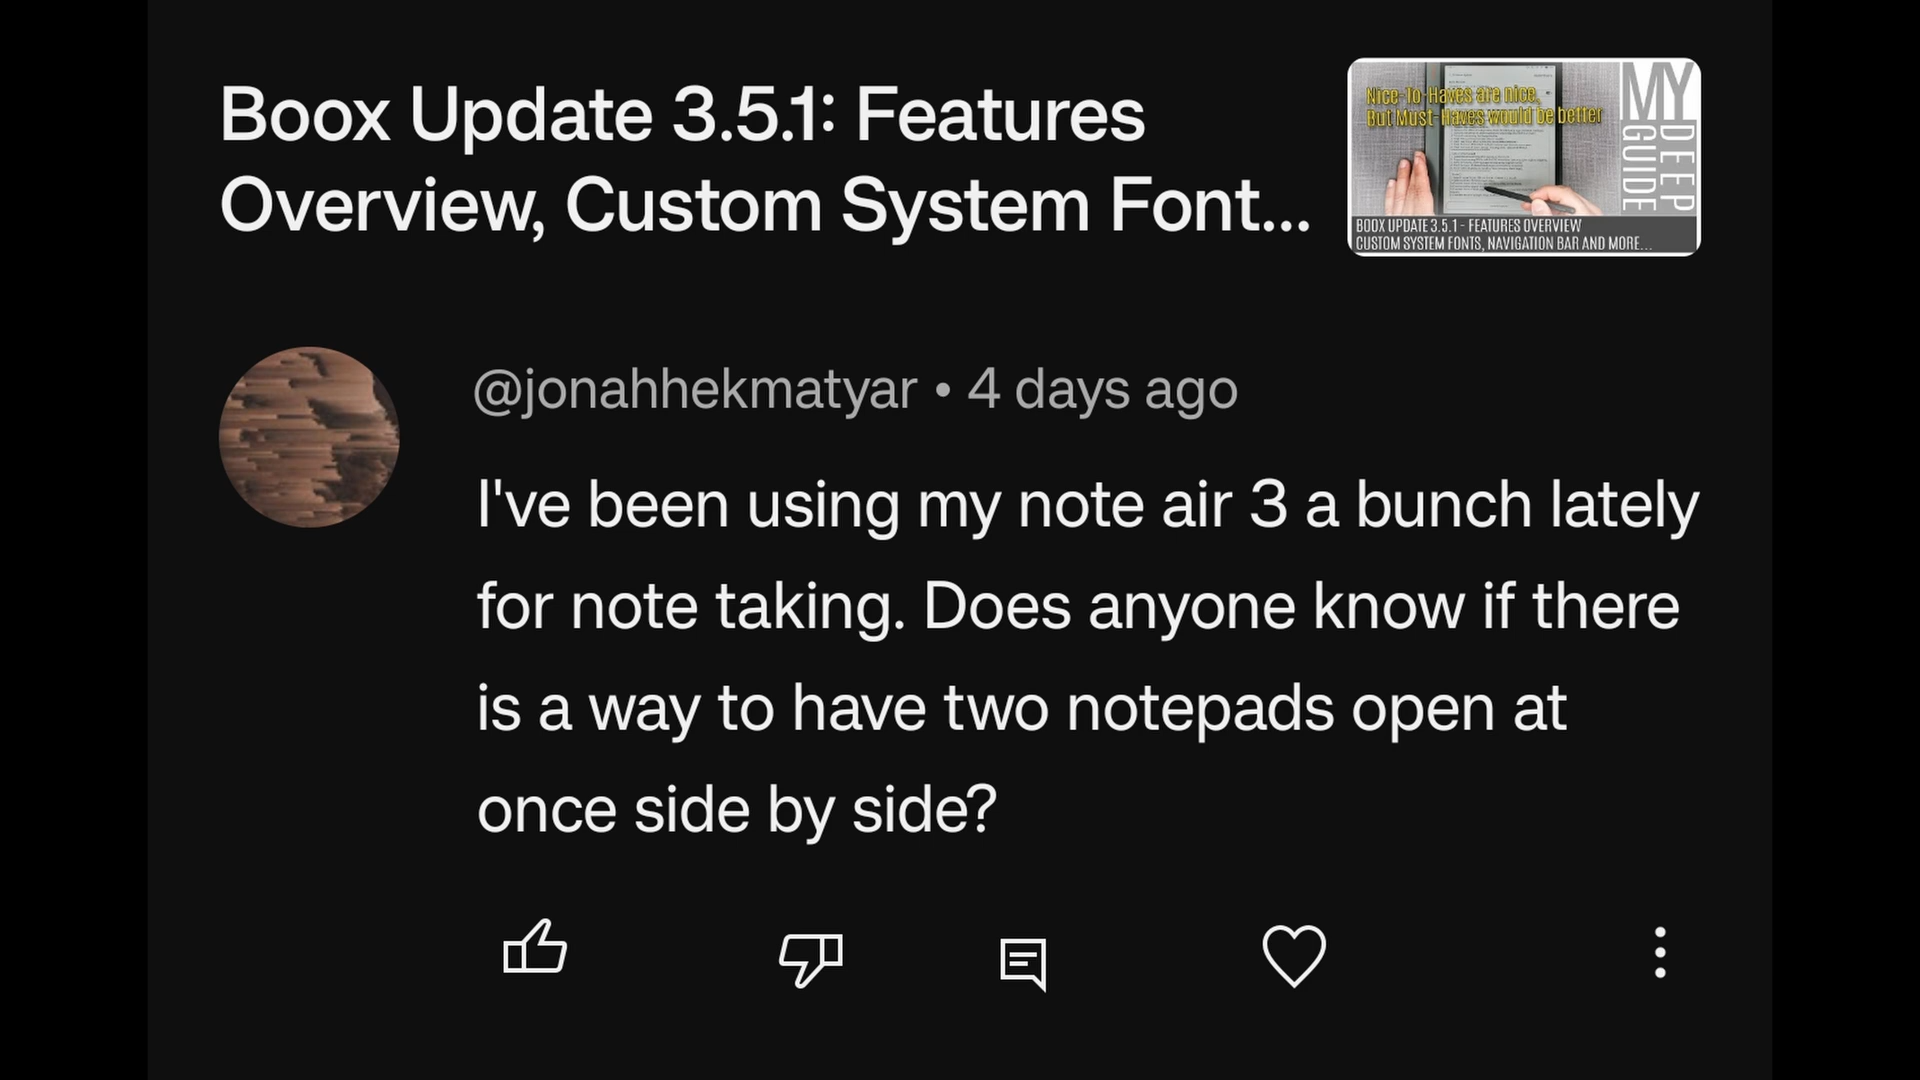 Boox Update 3.5.1: Features
Overview, Custom System Font...
Nice-To-Haves are nice,
But Must-Haves would be better
MY
DEEP
GUIDE
BOOX UPDATE 3.5.1 - FEATURES OVERVIEW
CUSTOM SYSTEM FONTS, NAVIGATION BAR AND MORE...
@jonahhekmatyar • 4 days ago
I've been using my note air 3 a bunch lately
for note taking. Does anyone know if there
is a way to have two notepads open at
once side by side?